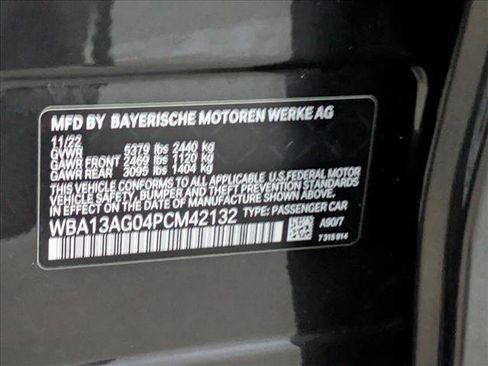 MFD BY BAYERISCHE MOTOREN WERKE AG
11/22
GVWR 5379 lbs 2440 kg
GAWR FRONT 2469 lbs 1120 kg
GAWR REAR 3095 lbs 1404 kg
THIS VEHICLE CONFORMS TO ALL APPLICABLE U.S. FEDERAL MOTOR
VEHICLE SAFETY, BUMPER AND THEFT PREVENTION STANDARDS
IN EFFECT ON THE DATE OF MANUFACTURE SHOWN ABOVE.
WBA13AG04PCM42132 TYPE: PASSENGER CAR
A90/7
7 315 914